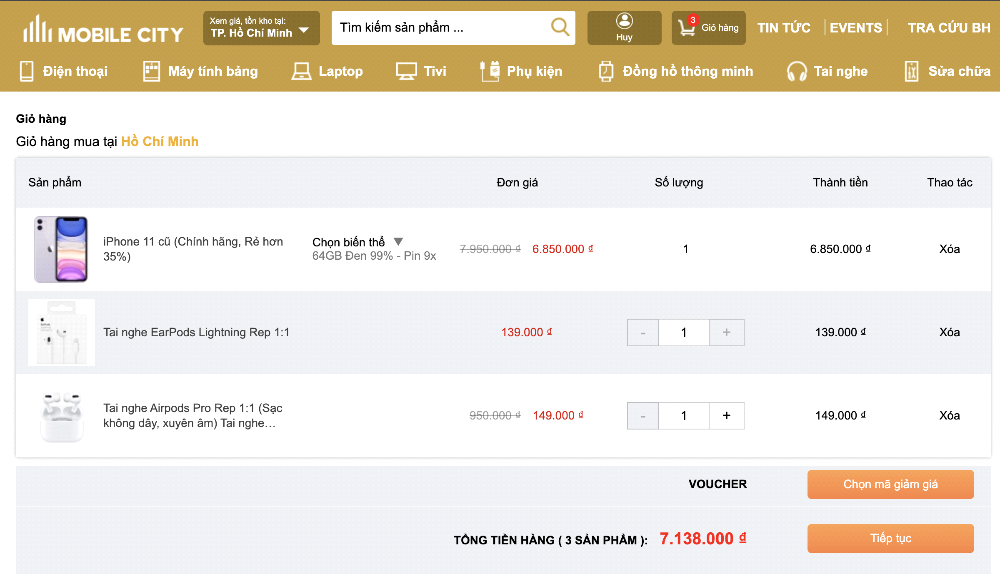 MOBILE CITY
Xem giá, tồn kho tại:
TP. Hồ Chí Minh
Tìm kiếm sản phẩm ...
Huy
3
Giỏ hàng
TIN TỨC
EVENTS
TRA CỨU BH
Điện thoại
Máy tính bảng
Laptop
Tivi
Phụ kiện
Đồng hồ thông minh
Tai nghe
Sửa chữa
Giỏ hàng
Giỏ hàng mua tại Hồ Chí Minh
Sản phẩm Đơn giá Số lượng Thành tiền Thao tác
iPhone 11 cũ (Chính hãng, Rẻ hơn
35%)
Chọn biến thể
64GB Đen 99% - Pin 9x
7.950.000 ₫ 6.850.000 ₫ 1 6.850.000 ₫ Xóa
Tai nghe EarPods Lightning Rep 1:1 139.000 ₫ - 1 + 139.000 ₫ Xóa
Tai nghe Airpods Pro Rep 1:1 (Sạc
không dây, xuyên âm) Tai nghe…
950.000 ₫ 149.000 ₫ - 1 + 149.000 ₫ Xóa
VOUCHER Chọn mã giảm giá
TỔNG TIỀN HÀNG ( 3 SẢN PHẨM ): 7.138.000 ₫ Tiếp tục